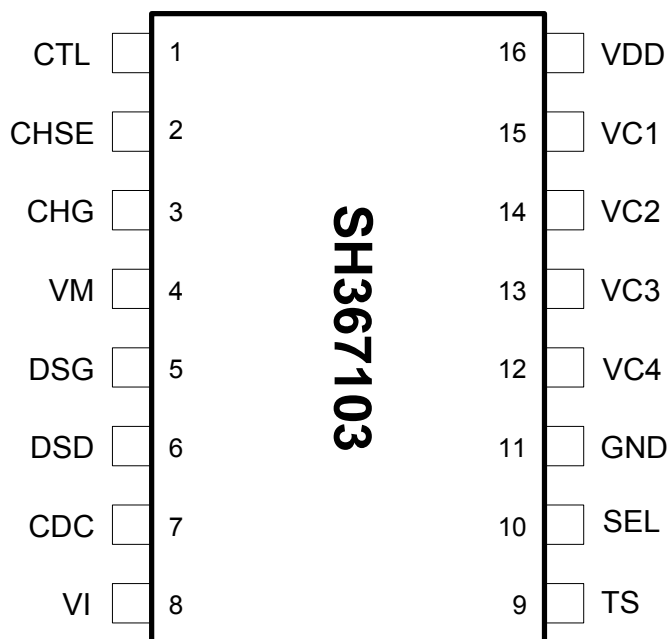 CTL 1 16 VDD
CHSE 2 15 VC1
CHG 3 14 VC2
VM 4 13 VC3
DSG 5 12 VC4
DSD 6 11 GND
CDC 7 10 SEL
VI 8 9 TS
SH367103